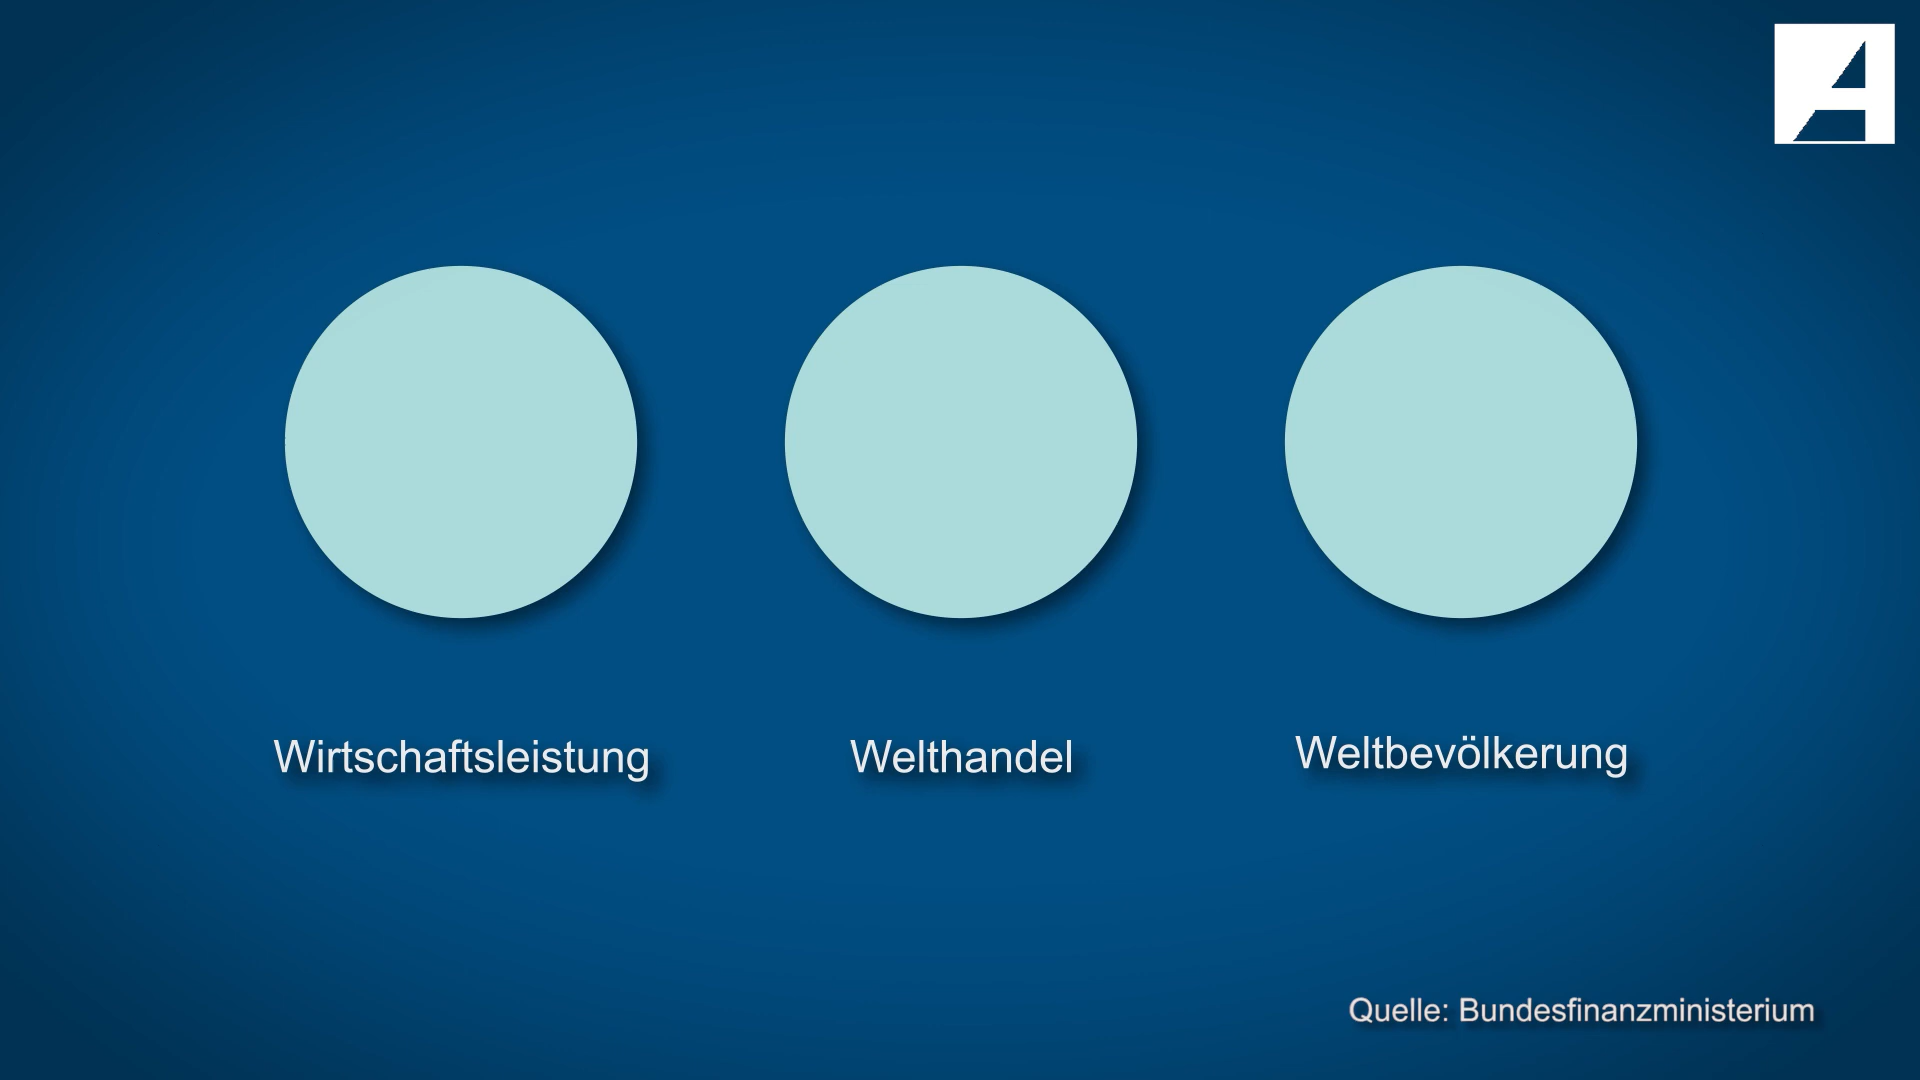 A
Wirtschaftsleistung
Welthandel
Weltbevölkerung
Quelle: Bundesfinanzministerium